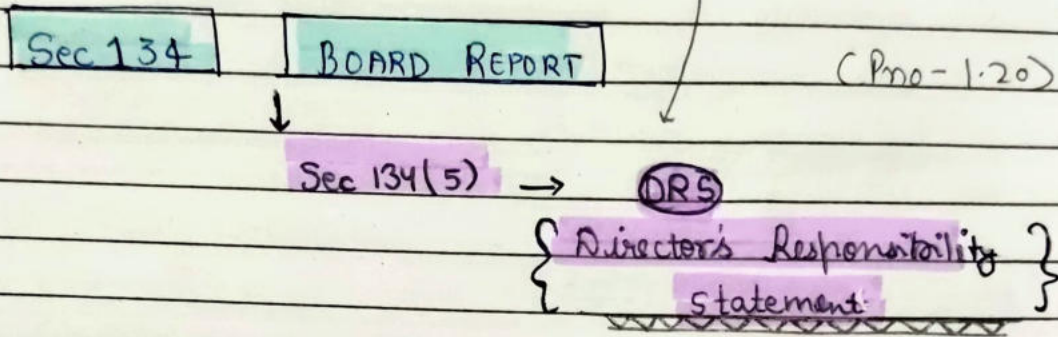 Sec 134 BOARD REPORT (Pno - 1.20)
↓
Sec 134(5) → DRS
{ Director's Responsibility }
statement